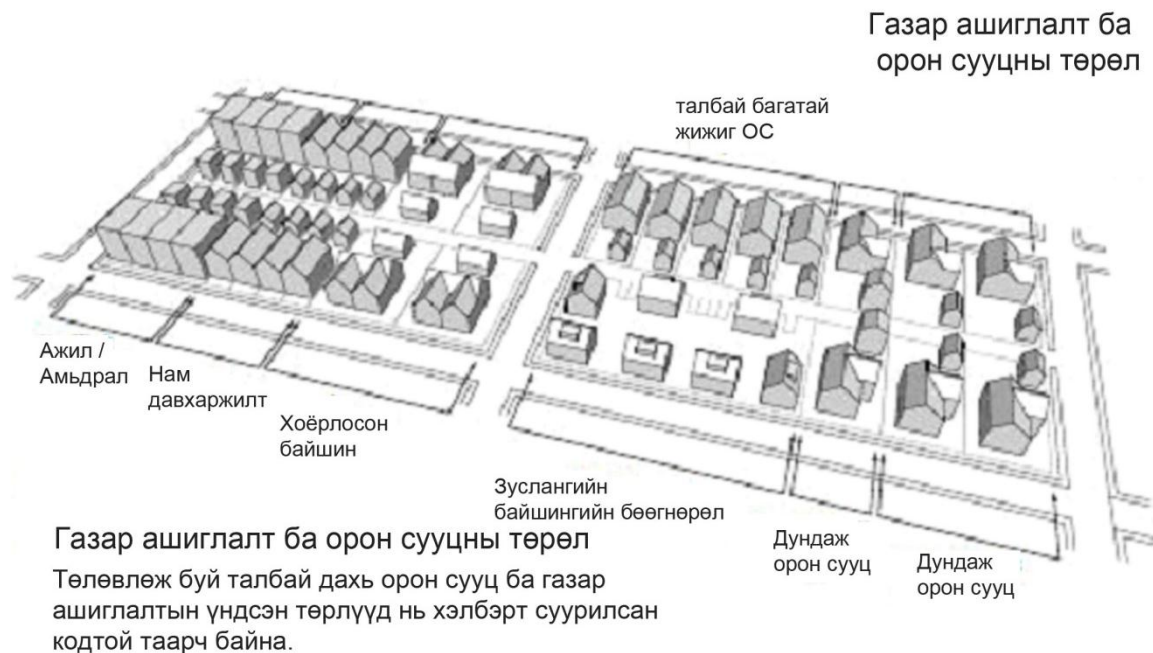 Газар ашиглалт ба
орон сууцны төрөл
талбай багатай
жижиг ОС
Ажил /
Амьдрал
Нам
давхаржилт
Хоёрлосон
байшин
Зуслангийн
байшингийн бөөгнөрөл
Дундаж
орон сууц
Дундаж
орон сууц
Газар ашиглалт ба орон сууцны төрөл
Төлөвлөж буй талбай дахь орон сууц ба газар
ашиглалтын үндсэн төрлүүд нь хэлбэрт суурилсан
кодтой таарч байна.